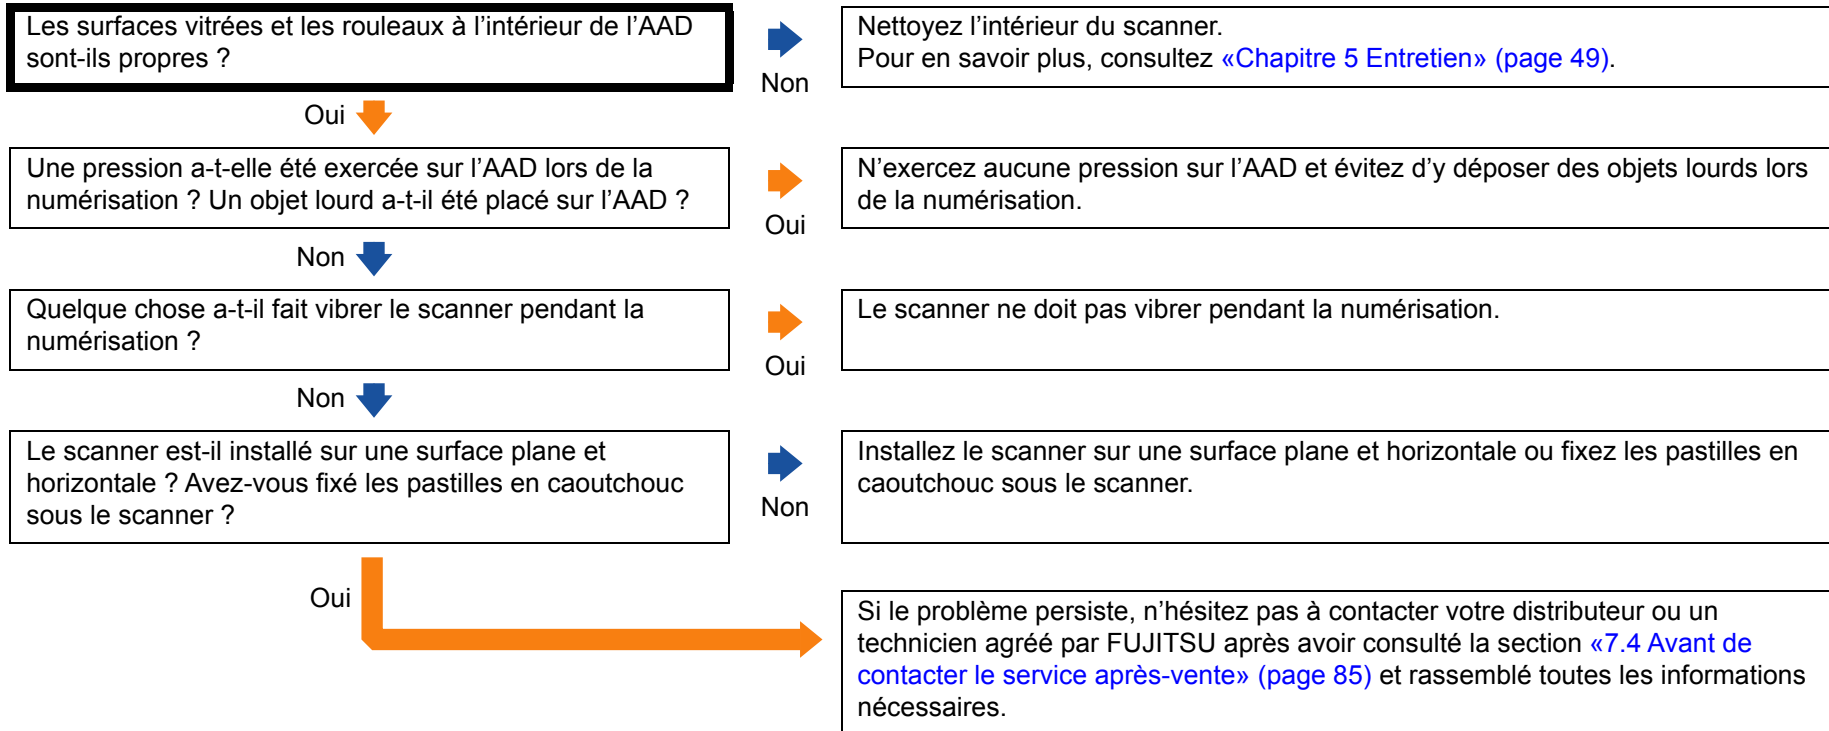 Les surfaces vitrées et les rouleaux à l’intérieur de l’AAD
sont-ils propres ?
Non
Nettoyez l’intérieur du scanner.
Pour en savoir plus, consultez «Chapitre 5 Entretien» (page 49).
Oui
Une pression a-t-elle été exercée sur l’AAD lors de la
numérisation ? Un objet lourd a-t-il été placé sur l’AAD ?
Oui
N’exercez aucune pression sur l’AAD et évitez d’y déposer des objets lourds lors
de la numérisation.
Non
Quelque chose a-t-il fait vibrer le scanner pendant la
numérisation ?
Oui
Le scanner ne doit pas vibrer pendant la numérisation.
Non
Le scanner est-il installé sur une surface plane et
horizontale ? Avez-vous fixé les pastilles en caoutchouc
sous le scanner ?
Non
Installez le scanner sur une surface plane et horizontale ou fixez les pastilles en
caoutchouc sous le scanner.
Oui
Si le problème persiste, n’hésitez pas à contacter votre distributeur ou un
technicien agréé par FUJITSU après avoir consulté la section «7.4 Avant de
contacter le service après-vente» (page 85) et rassemblé toutes les informations
nécessaires.